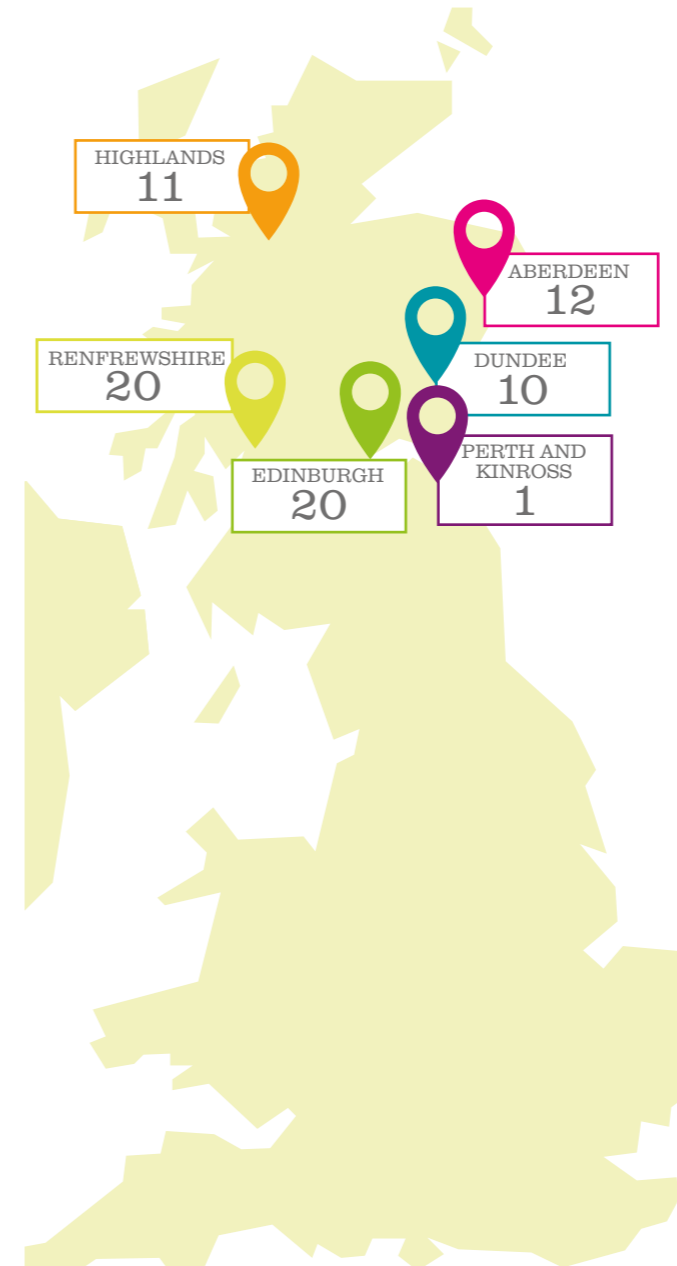 HIGHLANDS
11
ABERDEEN
12
RENFREWSHIRE
20
DUNDEE
10
EDINBURGH
20
PERTH AND
KINROSS
1